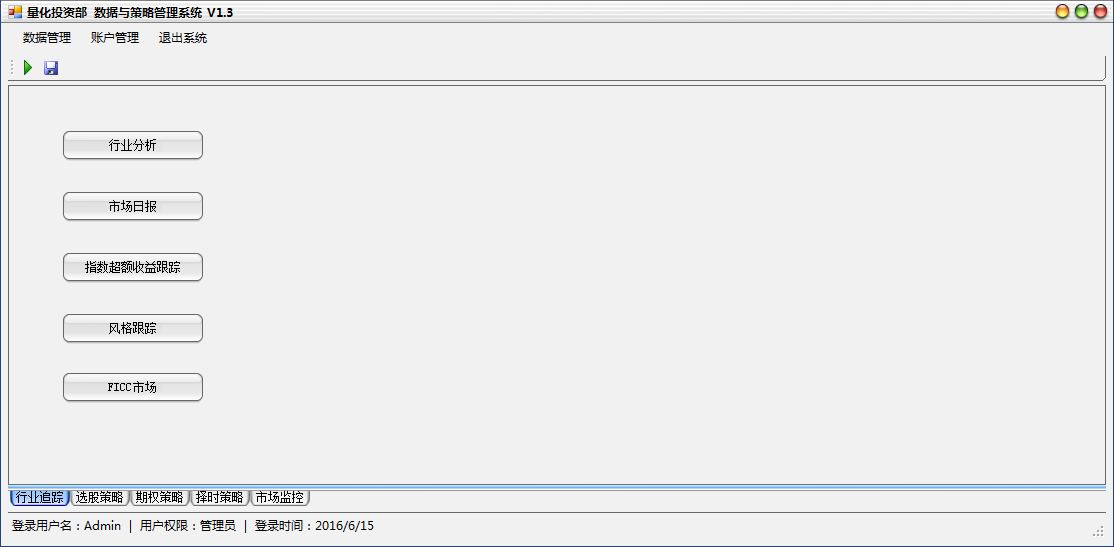 量化投资部 数据与策略管理系统 V1.3
数据管理 账户管理 退出系统
行业分析
市场日报
指数超额收益跟踪
风格跟踪
FICC市场
行业追踪 选股策略 期权策略 择时策略 市场监控
登录用户名：Admin | 用户权限：管理员 | 登录时间：2016/6/15